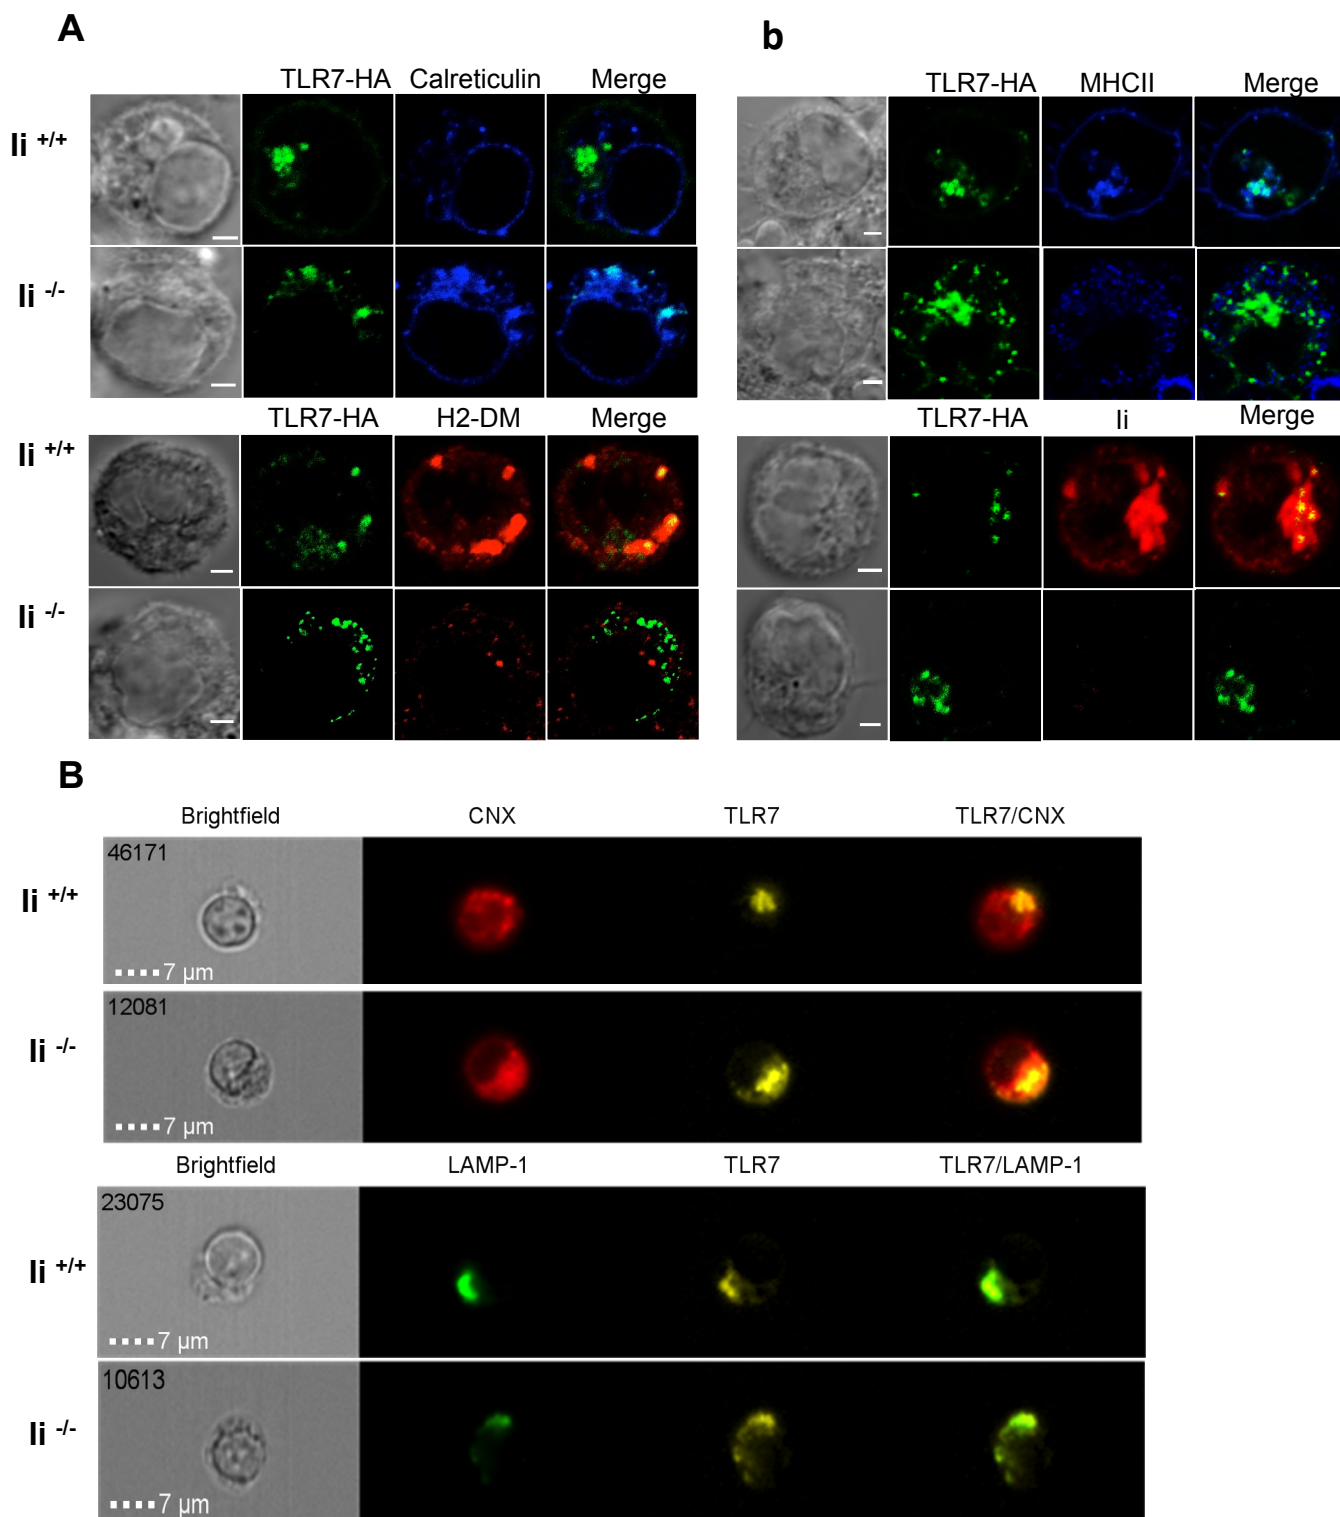 A
b
TLR7-HA Calreticulin Merge
TLR7-HA MHCII Merge
Ii +/+
Ii -/-
TLR7-HA H2-DM Merge
TLR7-HA Ii Merge
Ii +/+
Ii -/-
B
Brightfield CNX TLR7 TLR7/CNX
46171
Ii +/+
7 µm
12081
Ii -/-
7 µm
Brightfield LAMP-1 TLR7 TLR7/LAMP-1
23075
Ii +/+
7 µm
10613
Ii -/-
7 µm